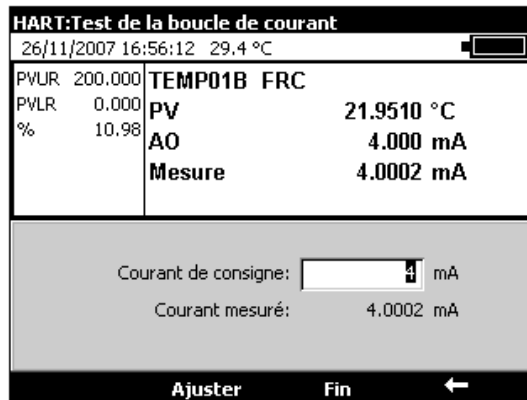 HART:Test de la boucle de courant
26/11/2007 16:56:12 29.4 °C
PVUR 200.000
PVLR 0.000
% 10.98
TEMP01B FRC
PV 21.9510 °C
AO 4.000 mA
Mesure 4.0002 mA
Courant de consigne: 4 mA
Courant mesuré: 4.0002 mA
Ajuster Fin ←